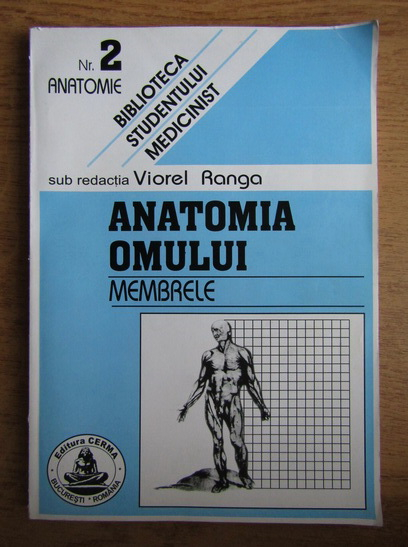 Nr. 2
ANATOMIE
BIBLIOTECA
STUDENTULUI
MEDICINIST
sub redacția Viorel Ranga
ANATOMIA
OMULUI
MEMBRELE
Editura CERMA
BUCUREȘTI - ROMÂNIA